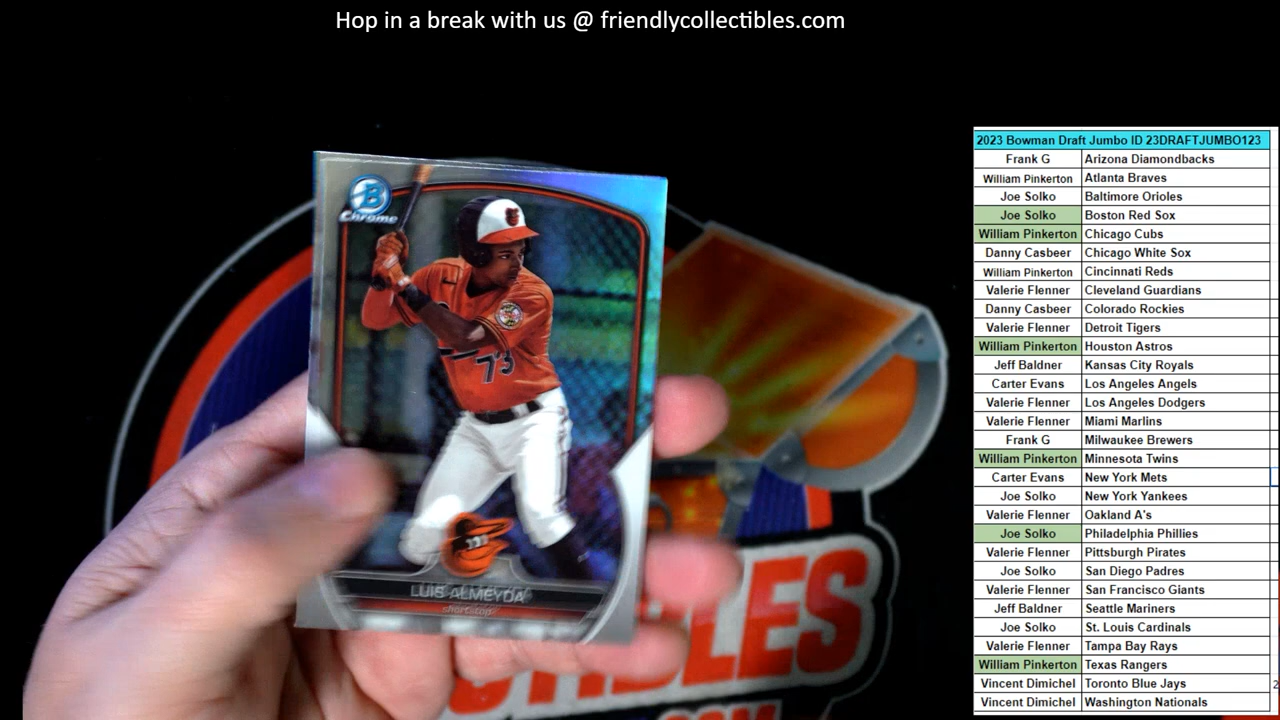 Hop in a break with us @ friendlycollectibles.com
2023 Bowman Draft Jumbo ID 23DRAFTJUMBO123
Frank G Arizona Diamondbacks
William Pinkerton Atlanta Braves
Joe Solko Baltimore Orioles
Joe Solko Boston Red Sox
William Pinkerton Chicago Cubs
Danny Casbeer Chicago White Sox
William Pinkerton Cincinnati Reds
Valerie Flenner Cleveland Guardians
Danny Casbeer Colorado Rockies
Valerie Flenner Detroit Tigers
William Pinkerton Houston Astros
Jeff Baldner Kansas City Royals
Carter Evans Los Angeles Angels
Valerie Flenner Los Angeles Dodgers
Valerie Flenner Miami Marlins
Frank G Milwaukee Brewers
William Pinkerton Minnesota Twins
Carter Evans New York Mets
Joe Solko New York Yankees
Valerie Flenner Oakland A's
Joe Solko Philadelphia Phillies
Valerie Flenner Pittsburgh Pirates
Joe Solko San Diego Padres
Valerie Flenner San Francisco Giants
Jeff Baldner Seattle Mariners
Joe Solko St. Louis Cardinals
Valerie Flenner Tampa Bay Rays
William Pinkerton Texas Rangers
Vincent Dimichel Toronto Blue Jays
Vincent Dimichel Washington Nationals
2
B
Chrome
73
LUIS ALMEYDA
shortstop